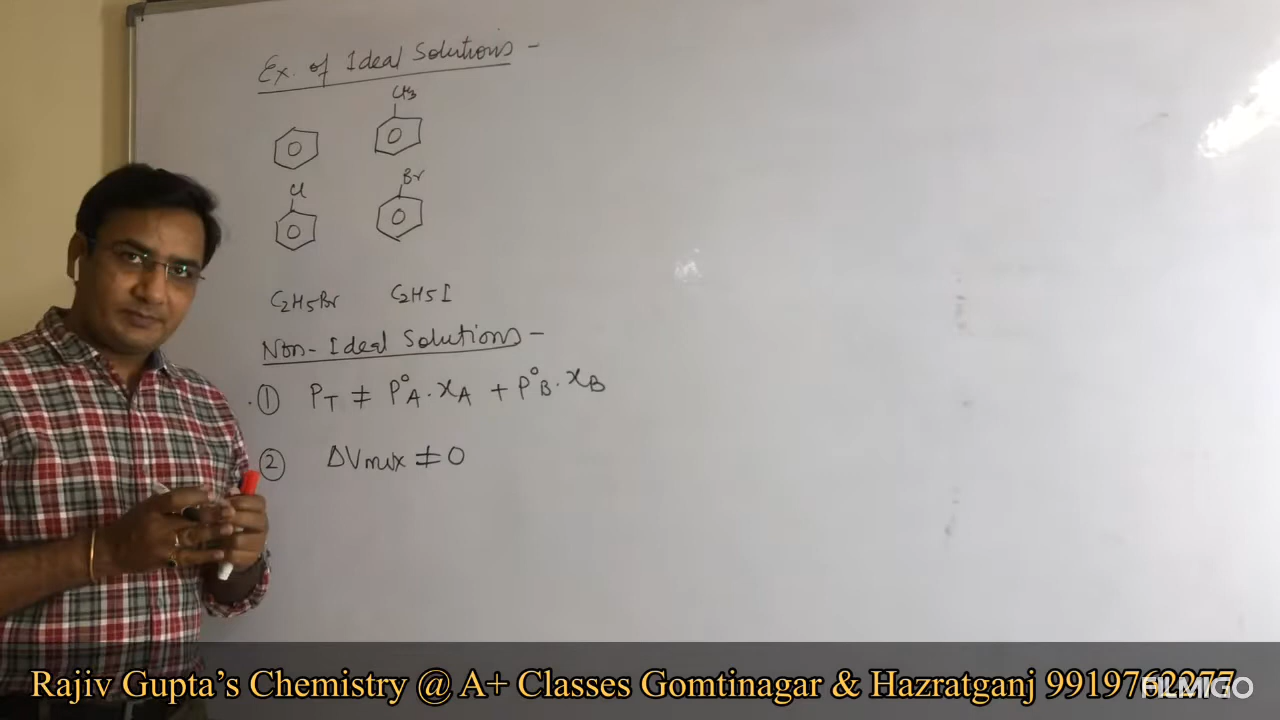 Ex. of Ideal Solutions -
CH3
Cl Br
C2H5Br C2H5I
Non-Ideal Solutions -
① PT ≠ P°A · xA + P°B · xB
② ΔVmix ≠ 0
Rajiv Gupta's Chemistry @ A+ Classes Gomtinagar & Hazratganj 9919762277
FILMIGO